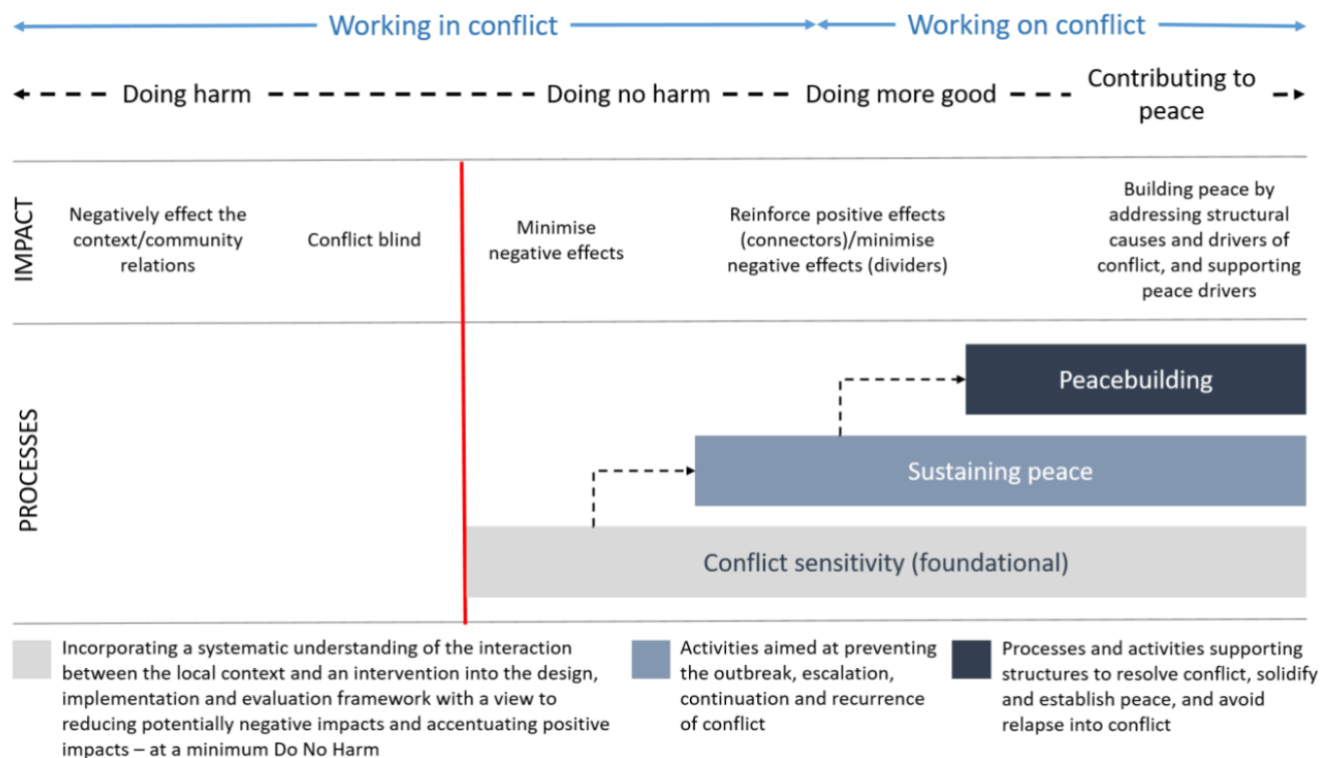 Working in conflict
Working on conflict
Doing harm
Doing no harm
Doing more good
Contributing to
peace
IMPACT
Negatively effect the
context/community
relations
Conflict blind
Minimise
negative effects
Reinforce positive effects
(connectors)/minimise
negative effects (dividers)
Building peace by
addressing structural
causes and drivers of
conflict, and supporting
peace drivers
PROCESSES
Peacebuilding
Sustaining peace
Conflict sensitivity (foundational)
Incorporating a systematic understanding of the interaction
between the local context and an intervention into the design,
implementation and evaluation framework with a view to
reducing potentially negative impacts and accentuating positive
impacts – at a minimum Do No Harm
Activities aimed at preventing
the outbreak, escalation,
continuation and recurrence
of conflict
Processes and activities supporting
structures to resolve conflict, solidify
and establish peace, and avoid
relapse into conflict